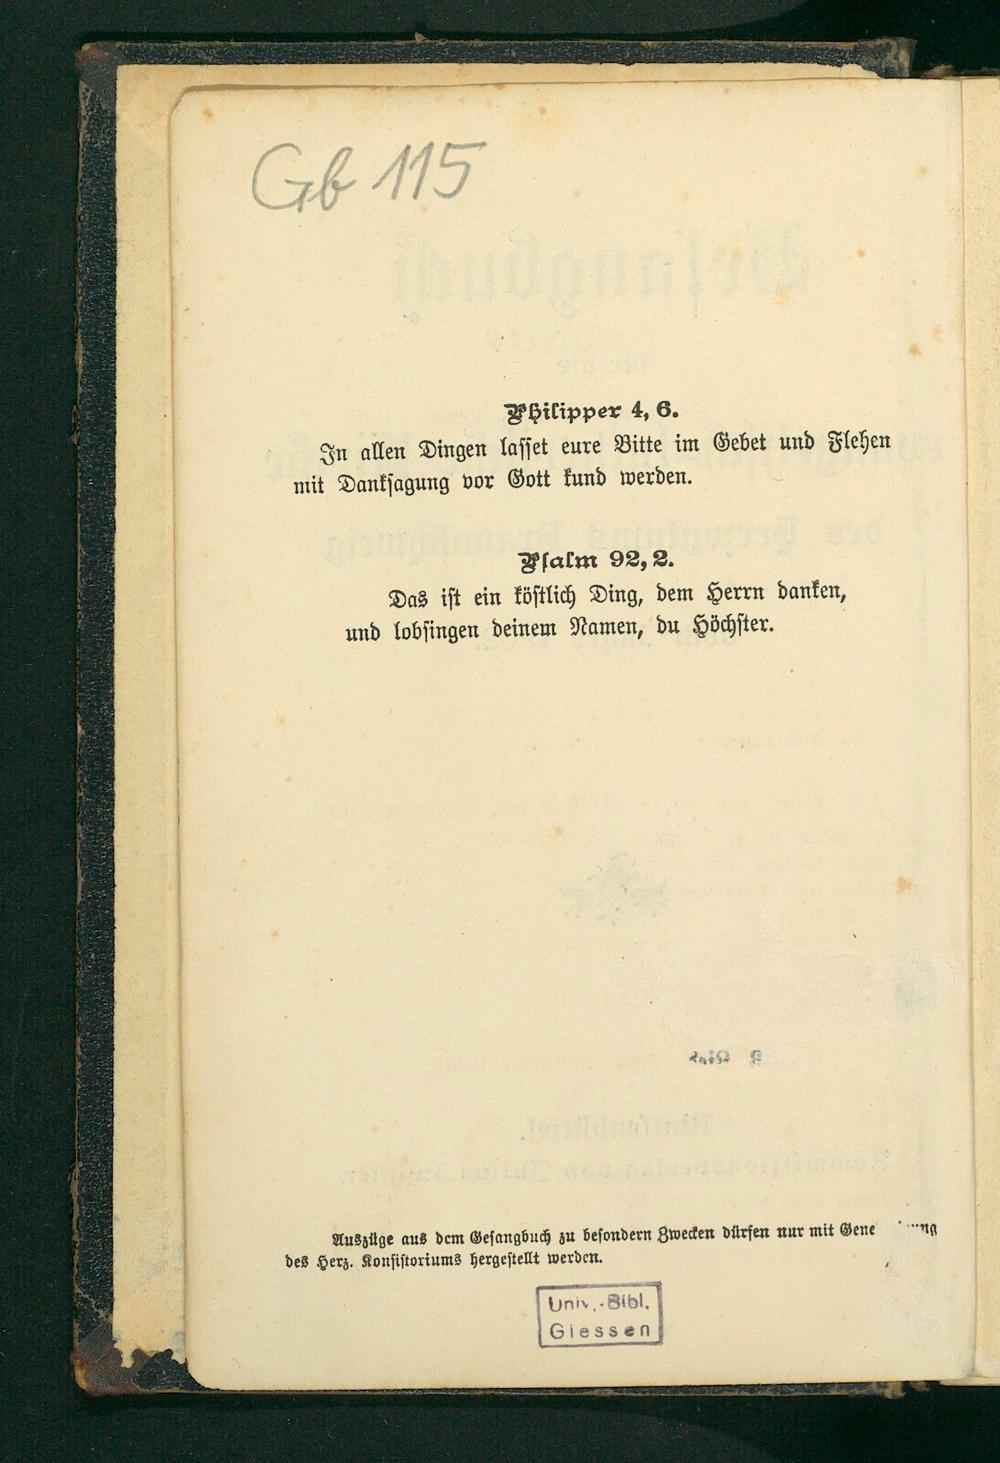 Gb 115
Philipper 4, 6.
In allen Dingen lasset eure Bitte im Gebet und Flehen
mit Danksagung vor Gott kund werden.
Psalm 92, 2.
Das ist ein köstlich Ding, dem Herrn danken,
und lobsingen deinem Namen, du Höchster.
Auszüge aus dem Gesangbuch zu besondern Zwecken dürfen nur mit
des Herz. Konsistoriums hergestellt werden.
Univ.-Bibl.
Giessen